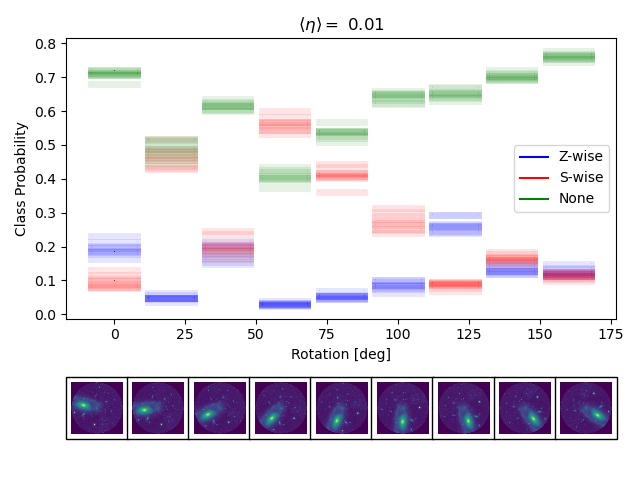 ⟨η⟩ = 0.01
Class Probability
0.8
0.7
0.6
0.5
0.4
0.3
0.2
0.1
0.0
Z-wise
S-wise
None
0
25
50
75
100
125
150
175
Rotation [deg]